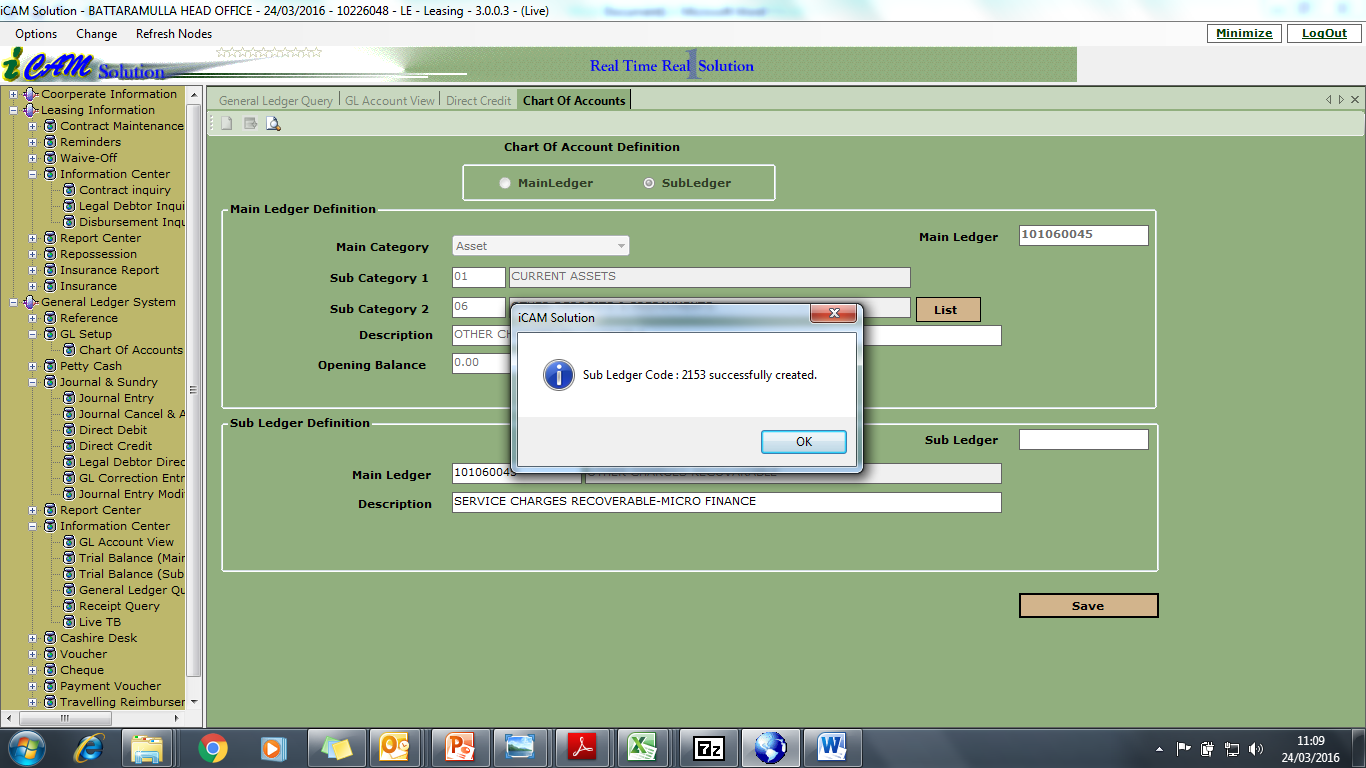 iCAM Solution - BATTARAMULLA HEAD OFFICE - 24/03/2016 - 10226048 - LE - Leasing - 3.0.0.3 - (Live)
Options Change Refresh Nodes Minimize LogOut
iCAM Solution Real Time Real Solution
1
Coorperate Information
Leasing Information
Contract Maintenance
Reminders
Waive-Off
Information Center
Contract inquiry
Legal Debtor Inqui
Disbursement Inqu
Report Center
Repossession
Insurance Report
Insurance
General Ledger System
Reference
GL Setup
Chart Of Accounts
Petty Cash
Journal & Sundry
Journal Entry
Journal Cancel & A
Direct Debit
Direct Credit
Legal Debtor Direc
GL Correction Entr
Journal Entry Modi
Report Center
Information Center
GL Account View
Trial Balance (Mair
Trial Balance (Sub
General Ledger Qu
Receipt Query
Live TB
Cashire Desk
Voucher
Cheque
Payment Voucher
Travelling Reimburser
General Ledger Query GL Account View Direct Credit Chart Of Accounts
Chart Of Account Definition
MainLedger SubLedger
Main Ledger Definition
Main Category Asset Main Ledger 101060045
Sub Category 1 01 CURRENT ASSETS
Sub Category 2 06 List
Description OTHER CH
Opening Balance 0.00
iCAM Solution
Sub Ledger Code : 2153 successfully created.
OK
Sub Ledger Definition
Sub Ledger
Main Ledger 101060045 OTHER CHARGES RECOVARABLE
Description SERVICE CHARGES RECOVERABLE-MICRO FINANCE
Save
11:09
24/03/2016